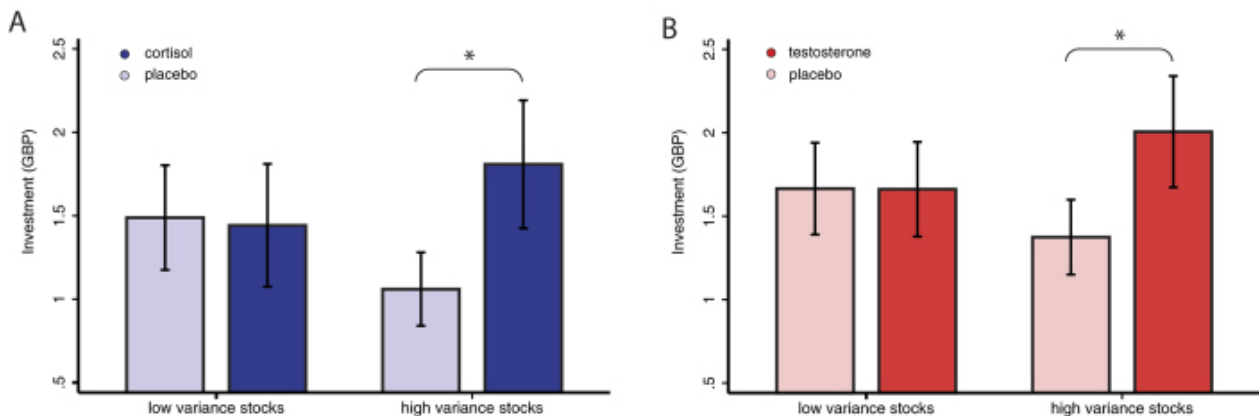 A
cortisol
placebo
*
Investment (GBP)
2.5
2
1.5
1
.5
low variance stocks
high variance stocks
B
testosterone
placebo
*
Investment (GBP)
2.5
2
1.5
1
.5
low variance stocks
high variance stocks